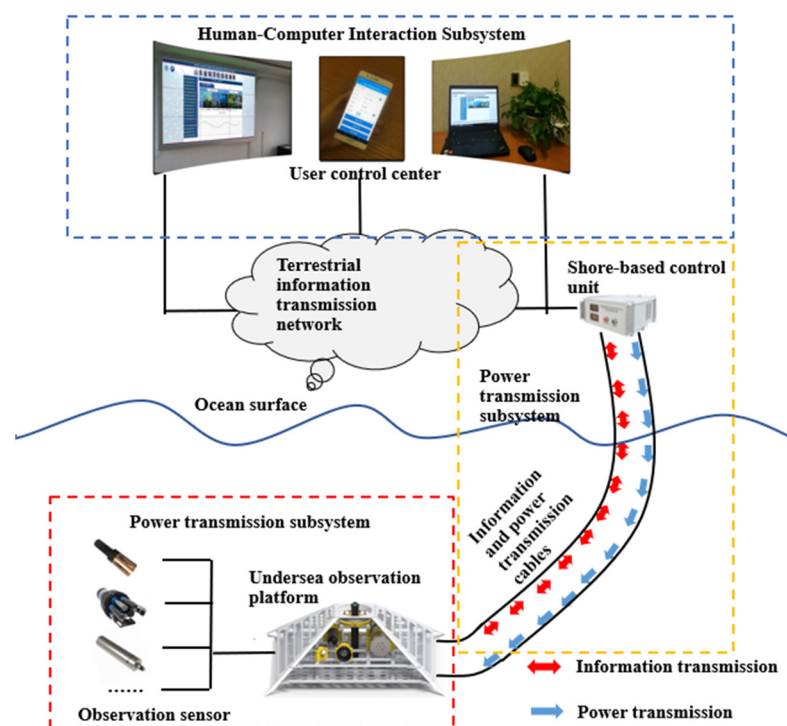 Human-Computer Interaction Subsystem
User control center
Terrestrial
information
transmission
network
Shore-based control
unit
Power
transmission
subsystem
Ocean surface
Information
and power
transmission
cables
Power transmission subsystem
Undersea observation
platform
......
Observation sensor
Information transmission
Power transmission